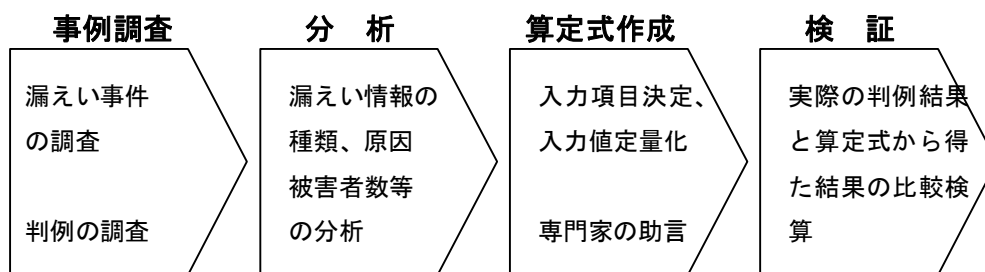 事例調査
漏えい事件
の調査
判例の調査
分　析
漏えい情報の
種類、原因
被害者数等
の分析
算定式作成
入力項目決定、
入力値定量化
専門家の助言
検　証
実際の判例結果
と算定式から得
た結果の比較検
算